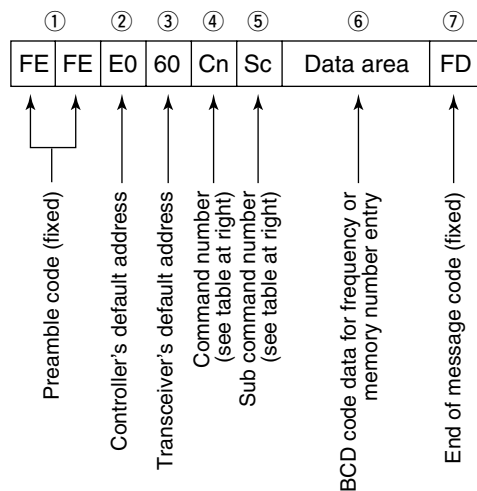 ① ② ③ ④ ⑤ ⑥ ⑦
FE FE E0 60 Cn Sc Data area FD
Preamble code (fixed)
Controller's default address
Transceiver's default address
Command number
(see table at right)
Sub command number
(see table at right)
BCD code data for frequency or
memory number entry
End of message code (fixed)